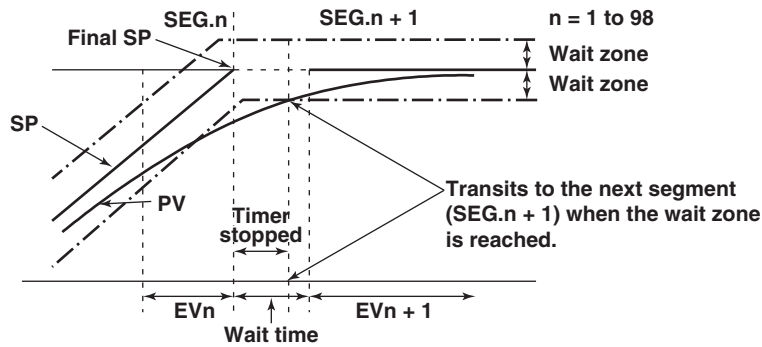 SEG.n
SEG.n + 1
n = 1 to 98
Final SP
Wait zone
Wait zone
SP
PV
Timer
stopped
Transits to the next segment
(SEG.n + 1) when the wait zone
is reached.
EVn
EVn + 1
Wait time